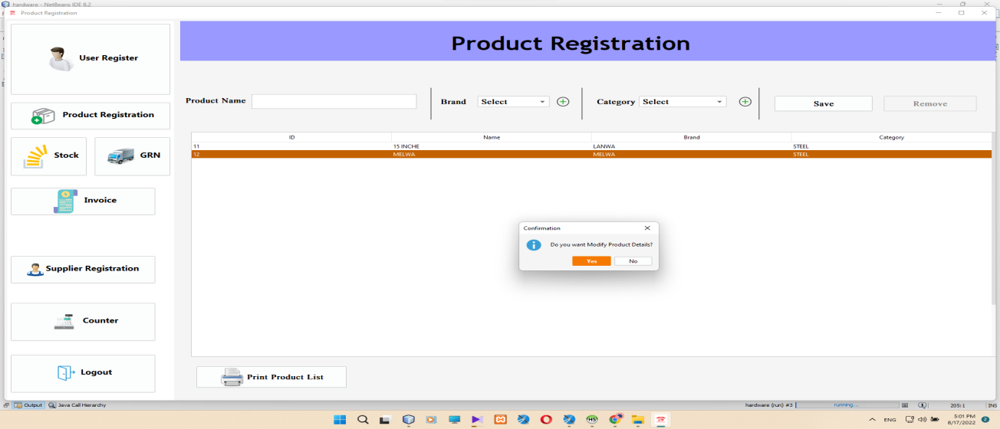 hardware - NetBeans IDE 8.2
Product Registration
User Register
Product Registration
Stock
GRN
Invoice
Supplier Registration
Counter
Logout
Product Registration
Product Name
Brand
Select
Category
Select
Save
Remove
ID Name Brand Category
11 15 INCHE LANWA STEEL
12 MELWA MELWA STEEL
Confirmation
Do you want Modify Product Details?
Yes
No
Print Product List
Output
Java Call Hierarchy
hardware (run) #3
running...
205:1
INS
ENG
5:01 PM
8/17/2022
2